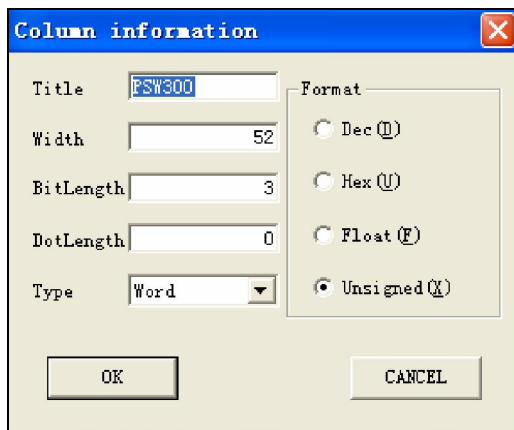 Column information
Title PSW300
Width 52
BitLength 3
DotLength 0
Type Word
Format
Dec(D)
Hex(U)
Float(F)
Unsigned(X)
OK CANCEL